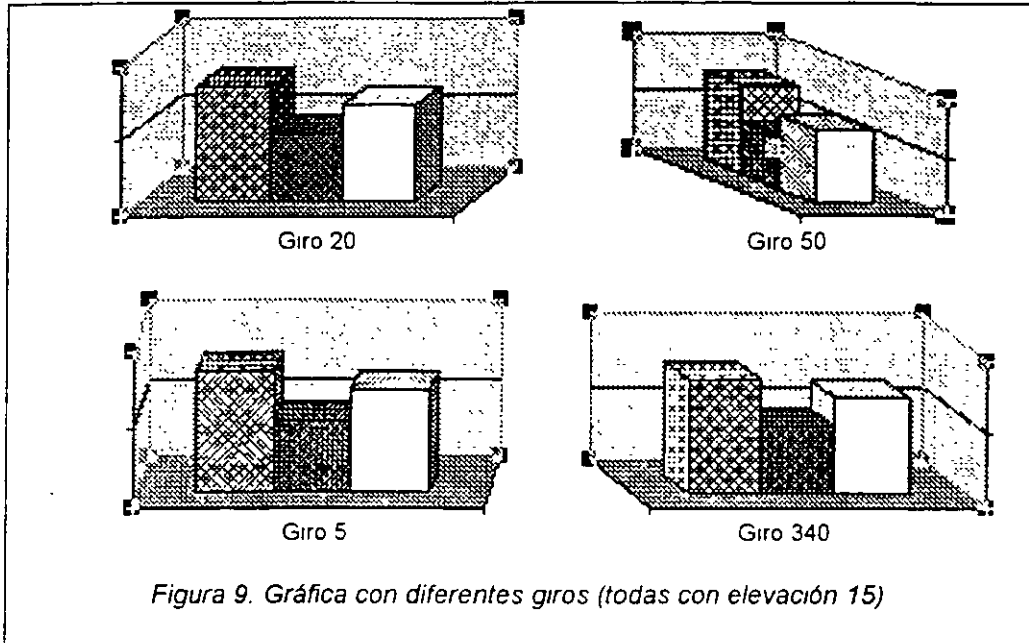 Giro 20
Giro 50
Giro 5
Giro 340
Figura 9. Gráfica con diferentes giros (todas con elevación 15)